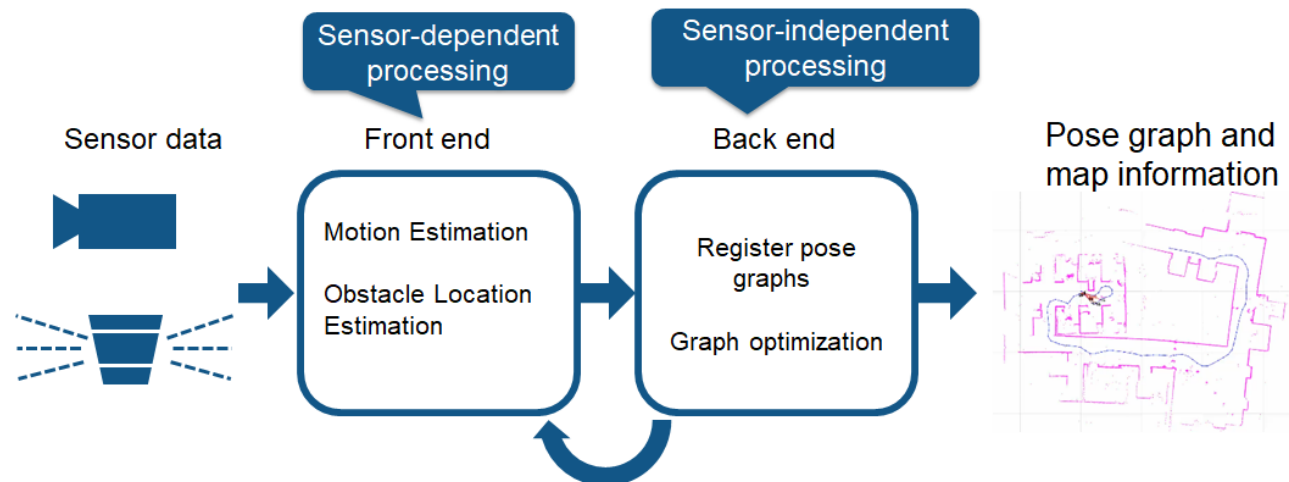 Sensor-dependent
processing
Sensor-independent
processing
Sensor data
Front end
Back end
Pose graph and
map information
Motion Estimation
Obstacle Location
Estimation
Register pose
graphs
Graph optimization